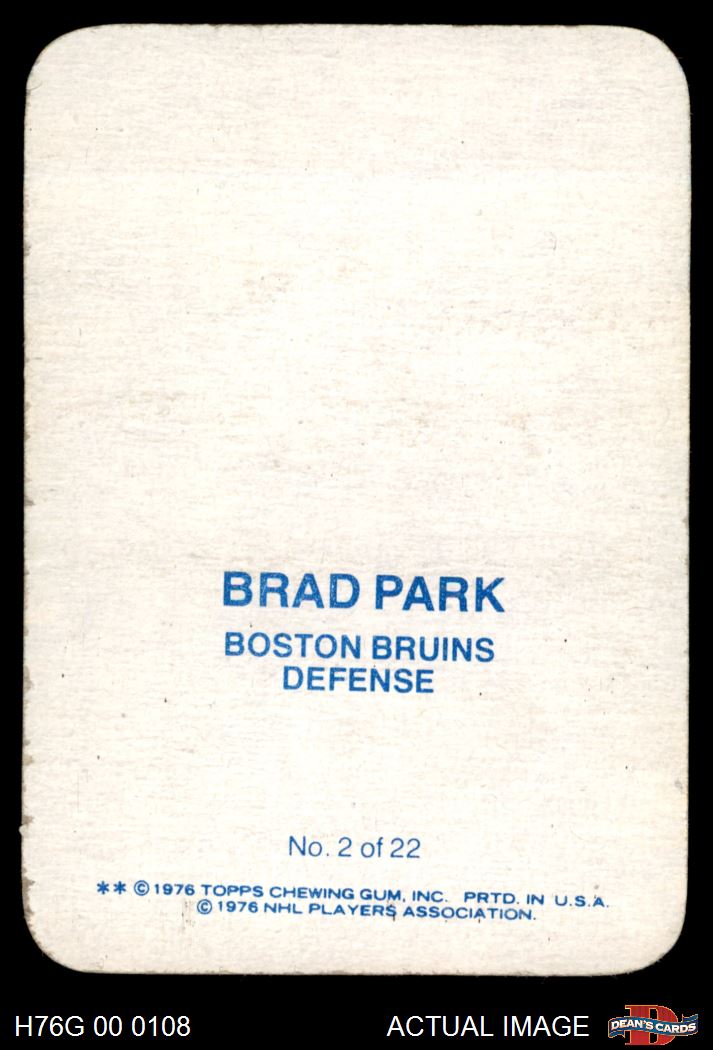 BRAD PARK
BOSTON BRUINS
DEFENSE
No. 2 of 22
** © 1976 TOPPS CHEWING GUM, INC. PRTD. IN U.S.A.
© 1976 NHL PLAYERS ASSOCIATION.
H76G 00 0108 ACTUAL IMAGE DEAN'S CARDS